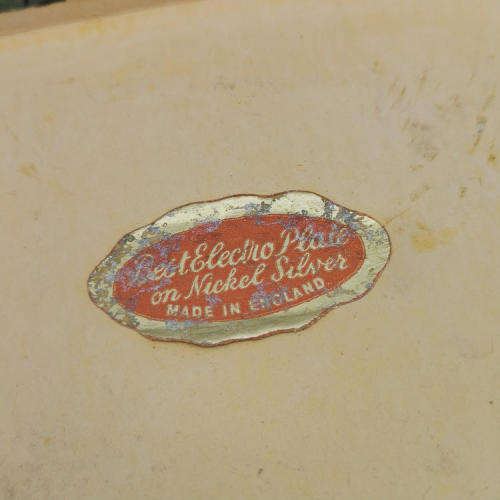 Best Electro Plate
on Nickel Silver
MADE IN ENGLAND